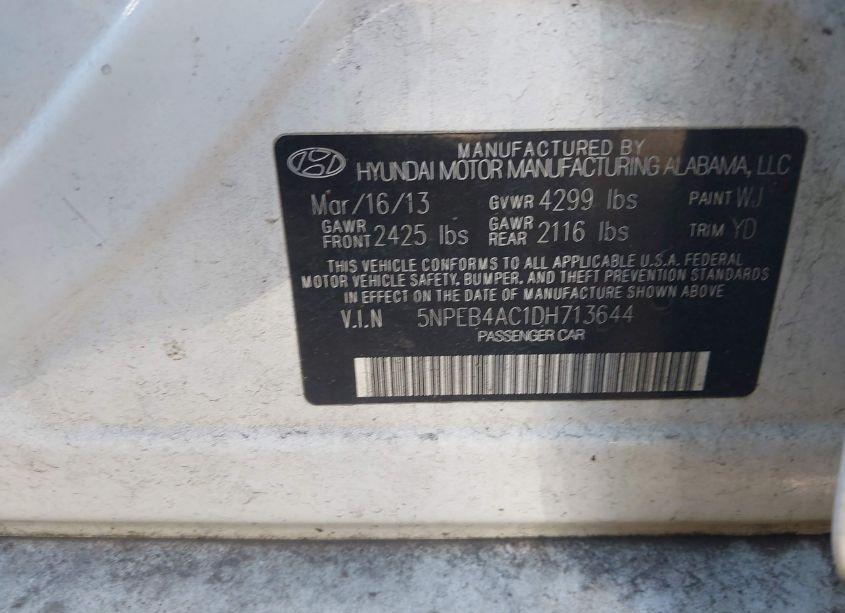 MANUFACTURED BY
HYUNDAI MOTOR MANUFACTURING ALABAMA, LLC
Mar/16/13 GVWR 4299 lbs PAINT WJ
GAWR FRONT 2425 lbs GAWR REAR 2116 lbs TRIM YD
THIS VEHICLE CONFORMS TO ALL APPLICABLE U.S.A. FEDERAL
MOTOR VEHICLE SAFETY, BUMPER, AND THEFT PREVENTION STANDARDS
IN EFFECT ON THE DATE OF MANUFACTURE SHOWN ABOVE.
V.I.N 5NPEB4AC1DH713644
PASSENGER CAR